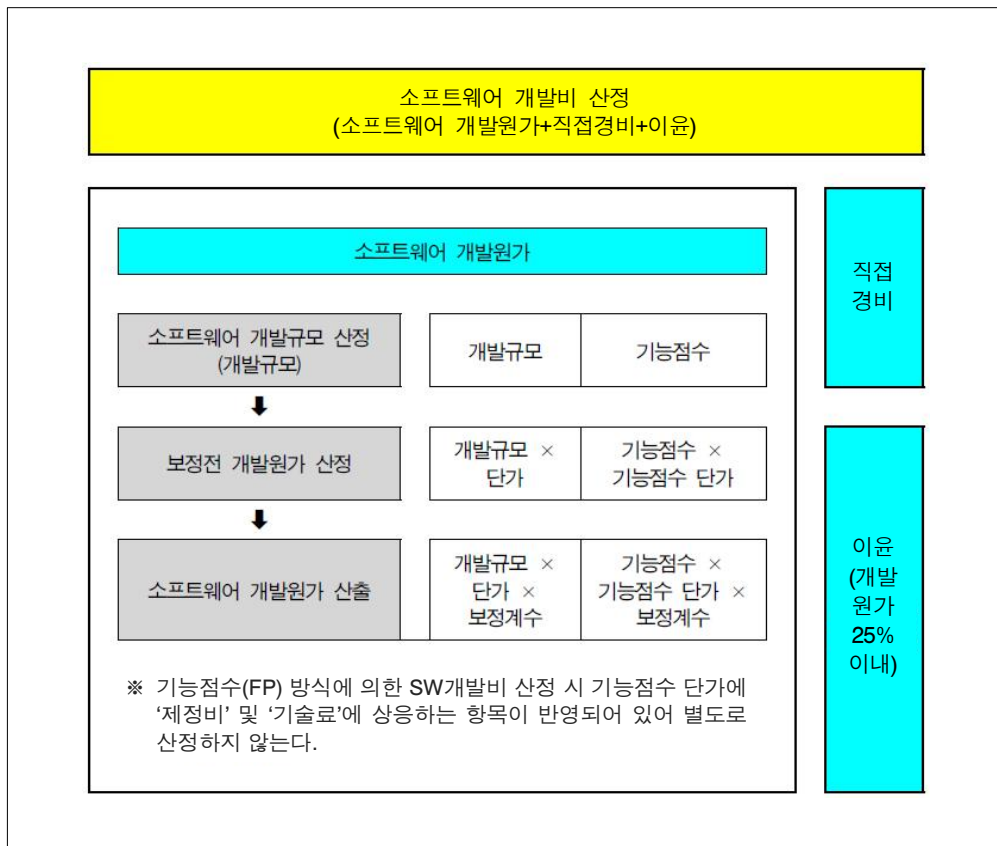 소프트웨어 개발비 산정
(소프트웨어 개발원가+직접경비+이윤)
소프트웨어 개발원가
직접
경비
소프트웨어 개발규모 산정
(개발규모)
개발규모
기능점수
⬇
보정전 개발원가 산정
개발규모 ×
단가
기능점수 ×
기능점수 단가
⬇
소프트웨어 개발원가 산출
개발규모 ×
단가 ×
보정계수
기능점수 ×
기능점수 단가 ×
보정계수
이윤
(개발
원가
25%
이내)
※ 기능점수(FP) 방식에 의한 SW개발비 산정 시 기능점수 단가에
‘제정비’ 및 ‘기술료’에 상응하는 항목이 반영되어 있어 별도로
산정하지 않는다.